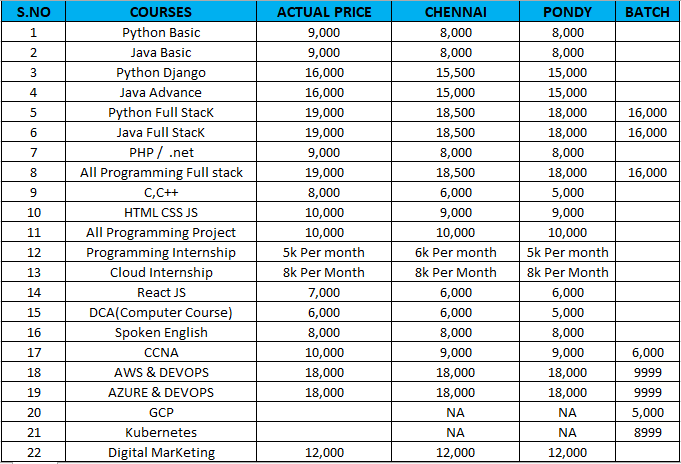 S.NO COURSES ACTUAL PRICE CHENNAI PONDY BATCH
1 Python Basic 9,000 8,000 8,000
2 Java Basic 9,000 8,000 8,000
3 Python Django 16,000 15,500 15,000
4 Java Advance 16,000 15,000 15,000
5 Python Full StacK 19,000 18,500 18,000 16,000
6 Java Full StacK 19,000 18,500 18,000 16,000
7 PHP / .net 9,000 8,000 8,000
8 All Programming Full stack 19,000 18,500 18,000 16,000
9 C,C++ 8,000 6,000 5,000
10 HTML CSS JS 10,000 9,000 9,000
11 All Programming Project 10,000 10,000 10,000
12 Programming Internship 5k Per month 6k Per month 5k Per month
13 Cloud Internship 8k Per Month 8k Per Month 8k Per Month
14 React JS 7,000 6,000 6,000
15 DCA(Computer Course) 6,000 6,000 5,000
16 Spoken English 8,000 8,000 8,000
17 CCNA 10,000 9,000 9,000 6,000
18 AWS & DEVOPS 18,000 18,000 18,000 9999
19 AZURE & DEVOPS 18,000 18,000 18,000 9999
20 GCP NA NA 5,000
21 Kubernetes NA NA 8999
22 Digital MarKeting 12,000 12,000 12,000